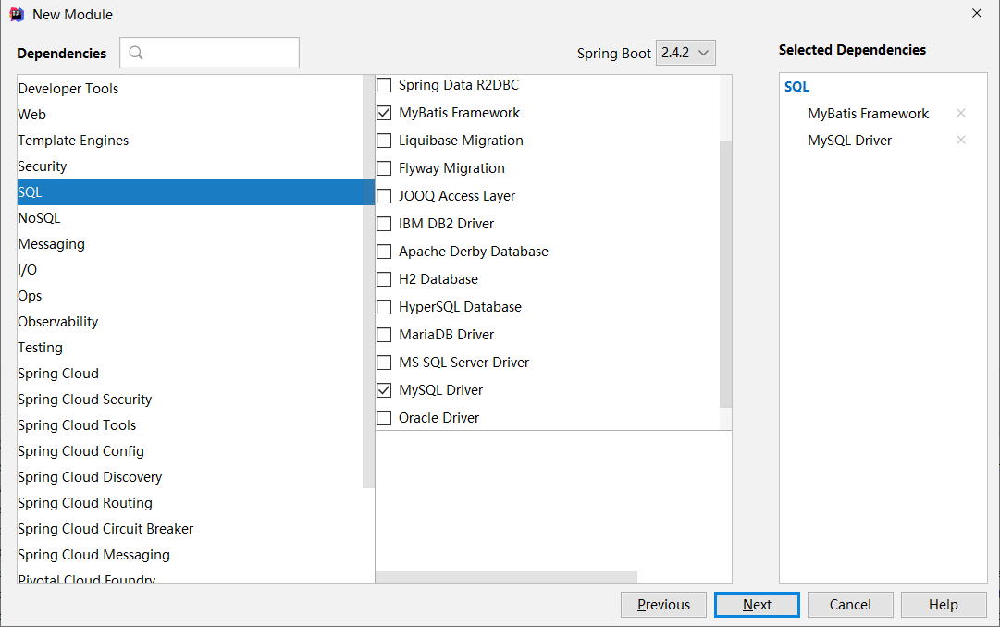 New Module
Dependencies
Spring Boot 2.4.2
Selected Dependencies
Developer Tools
Web
Template Engines
Security
SQL
NoSQL
Messaging
I/O
Ops
Observability
Testing
Spring Cloud
Spring Cloud Security
Spring Cloud Tools
Spring Cloud Config
Spring Cloud Discovery
Spring Cloud Routing
Spring Cloud Circuit Breaker
Spring Cloud Messaging
Pivotal Cloud Foundry
Spring Data R2DBC
MyBatis Framework
Liquibase Migration
Flyway Migration
JOOQ Access Layer
IBM DB2 Driver
Apache Derby Database
H2 Database
HyperSQL Database
MariaDB Driver
MS SQL Server Driver
MySQL Driver
Oracle Driver
SQL
MyBatis Framework
MySQL Driver
Previous
Next
Cancel
Help